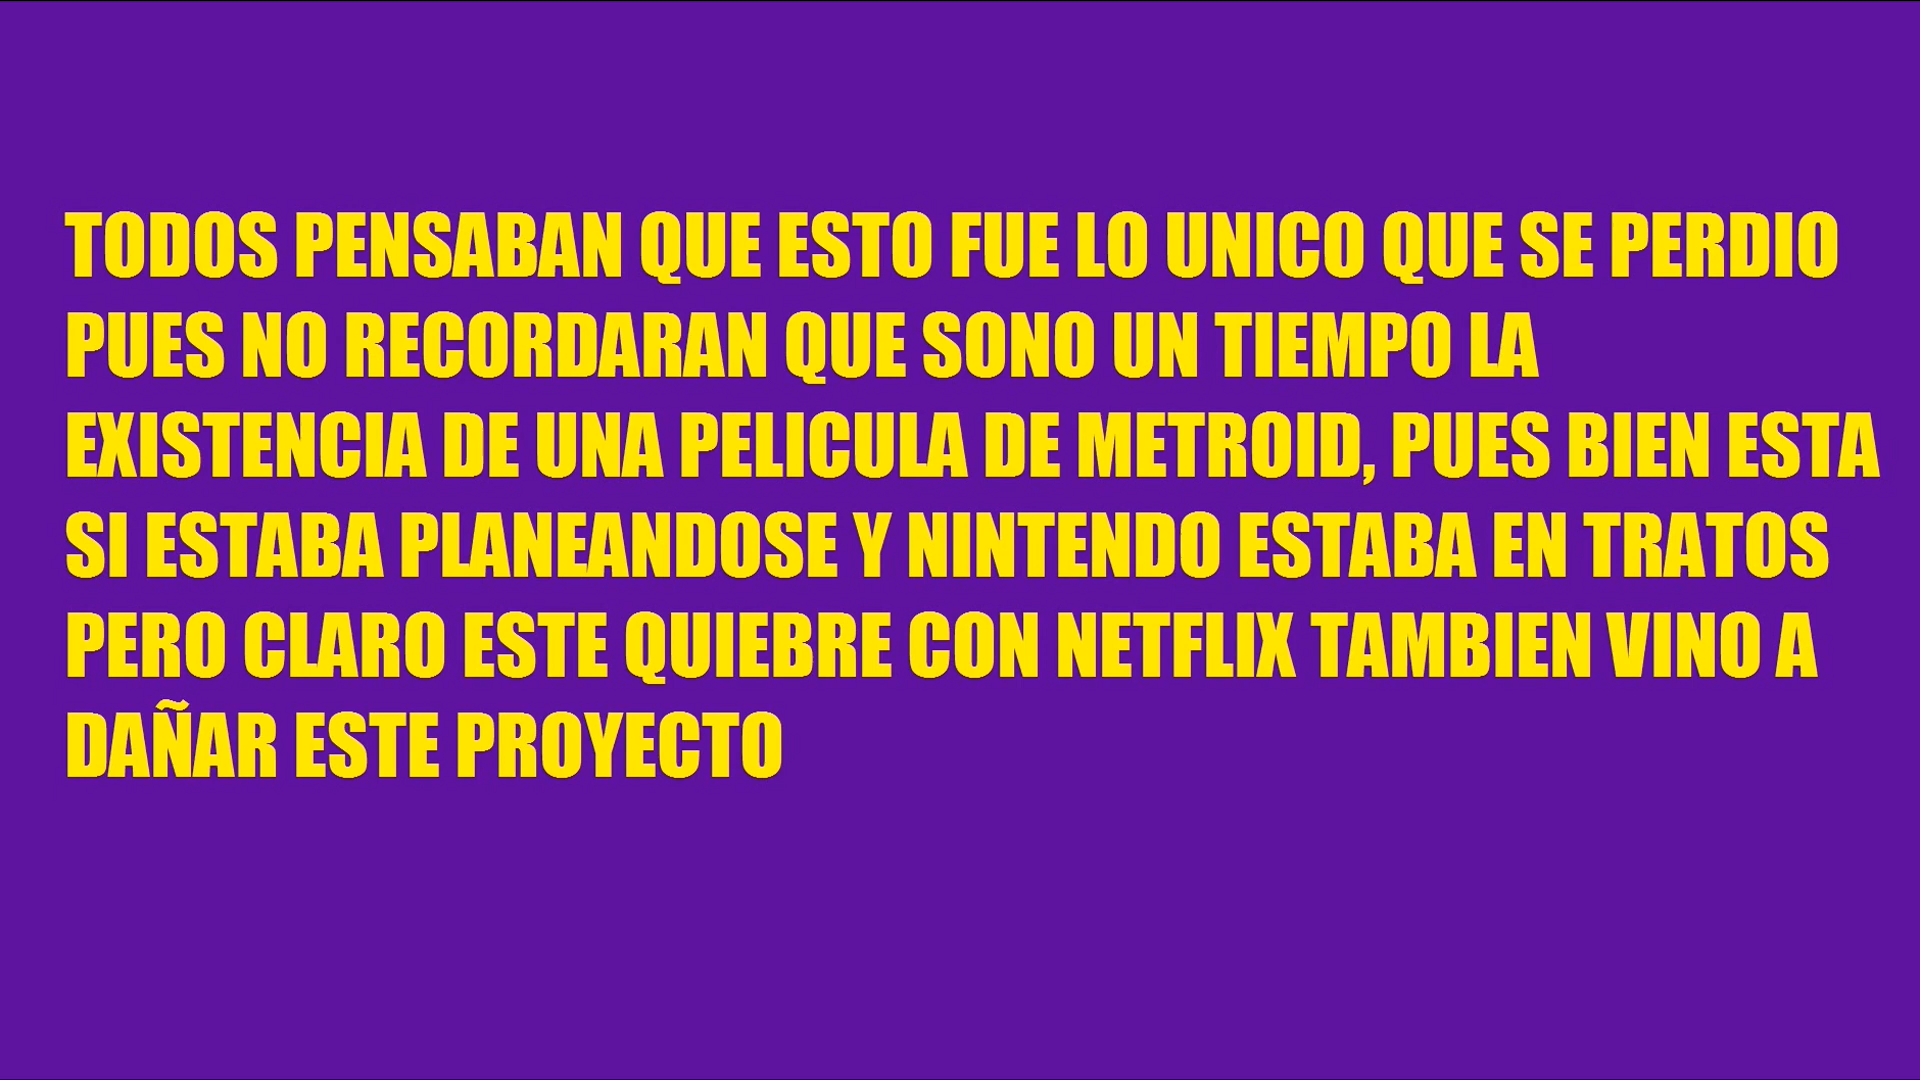 TODOS PENSABAN QUE ESTO FUE LO UNICO QUE SE PERDIO
PUES NO RECORDARAN QUE SONO UN TIEMPO LA
EXISTENCIA DE UNA PELICULA DE METROID, PUES BIEN ESTA
SI ESTABA PLANEANDOSE Y NINTENDO ESTABA EN TRATOS
PERO CLARO ESTE QUIEBRE CON NETFLIX TAMBIEN VINO A
DAÑAR ESTE PROYECTO